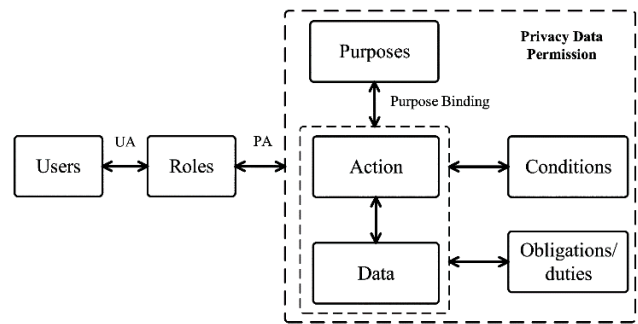 Privacy Data
Permission
Purposes
Purpose Binding
UA
PA
Users
Roles
Action
Conditions
Data
Obligations/
duties